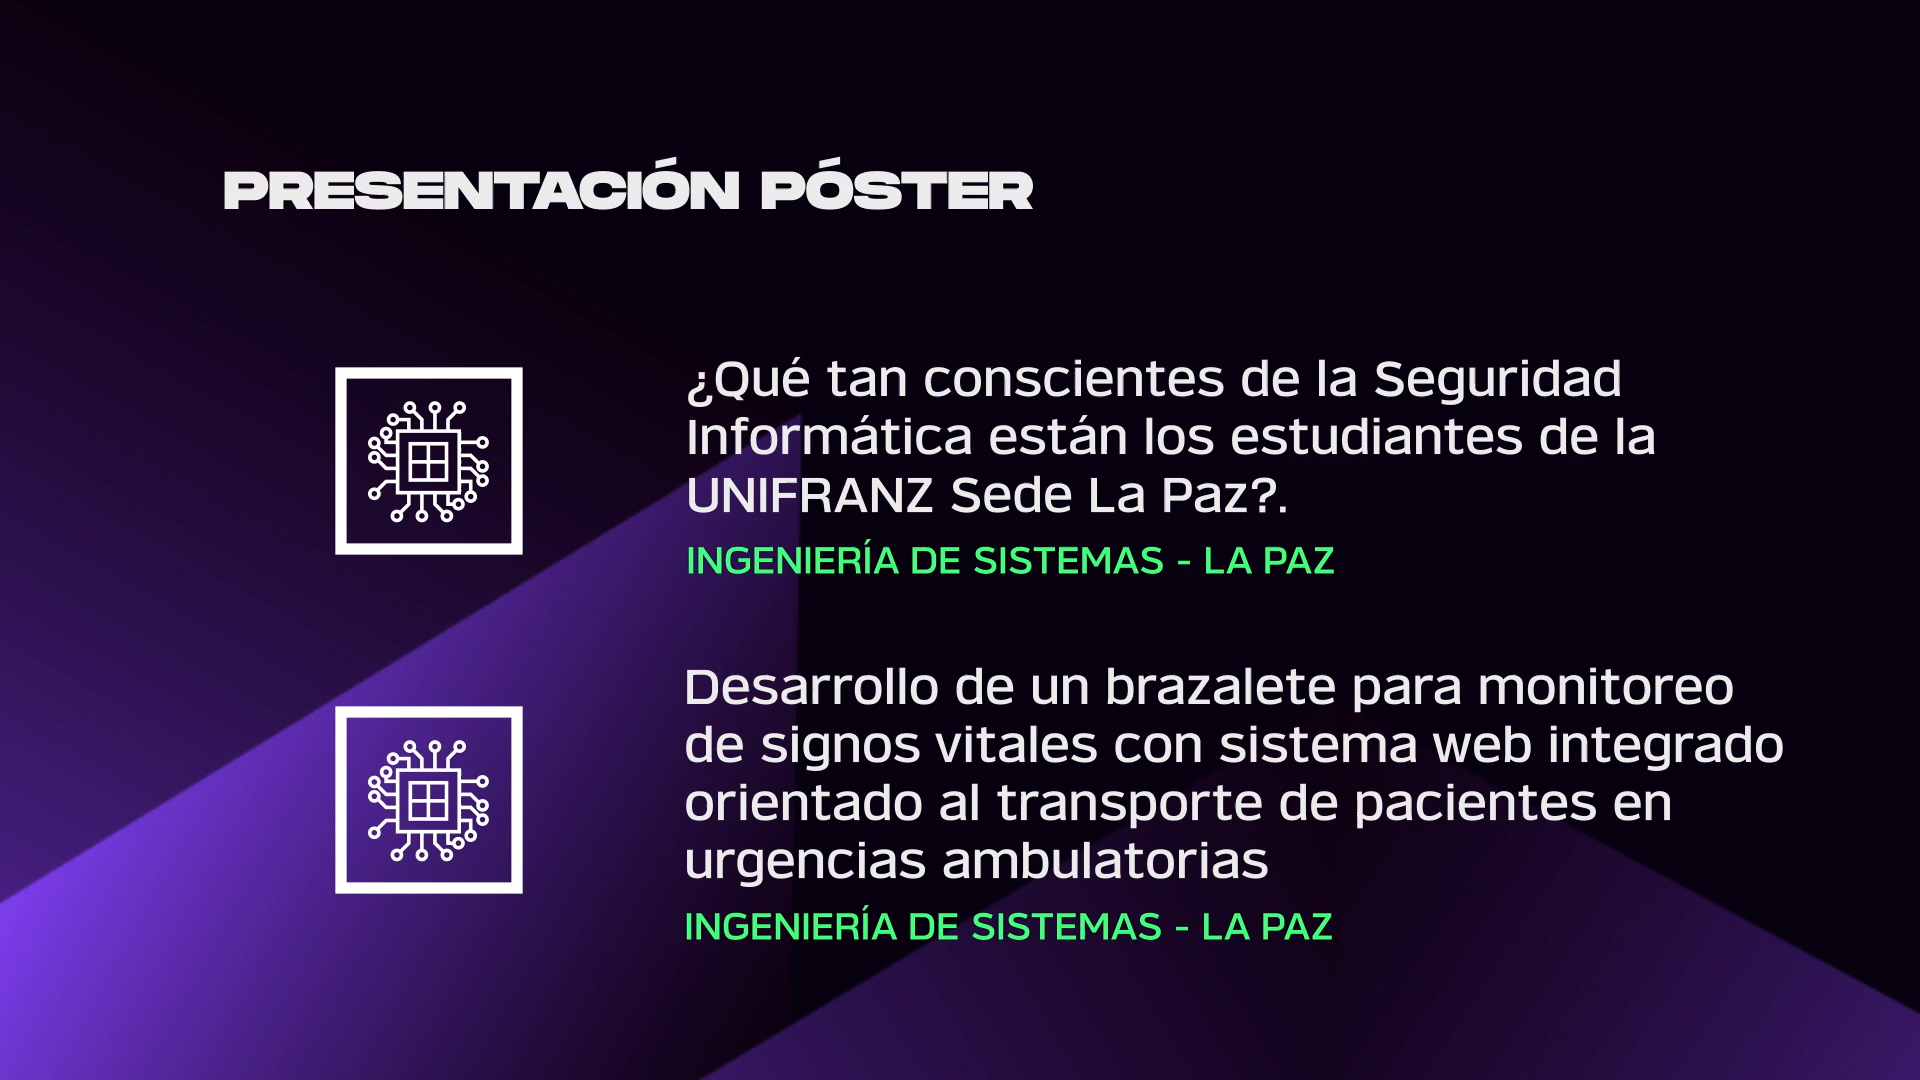 PRESENTACIÓN PÓSTER
¿Qué tan conscientes de la Seguridad
Informática están los estudiantes de la
UNIFRANZ Sede La Paz?.
INGENIERÍA DE SISTEMAS - LA PAZ
Desarrollo de un brazalete para monitoreo
de signos vitales con sistema web integrado
orientado al transporte de pacientes en
urgencias ambulatorias
INGENIERÍA DE SISTEMAS - LA PAZ